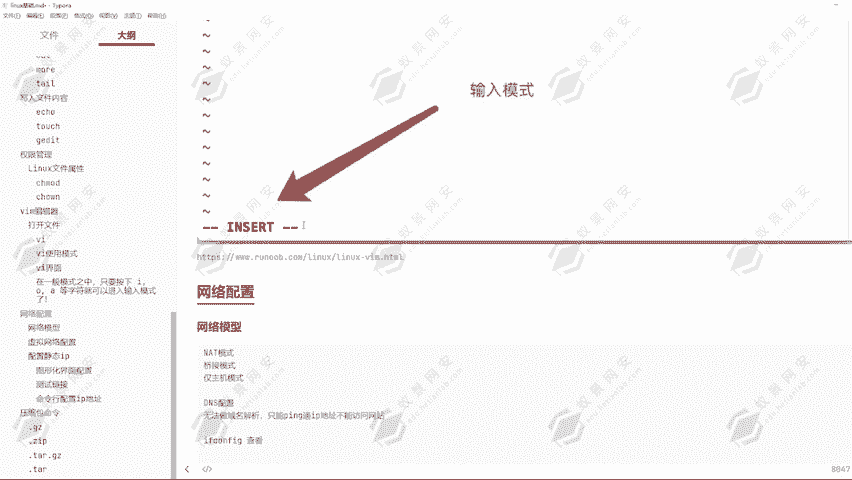 linux基础.md• - Typora
文件(F) 编辑(E) 段落(P) 格式(O) 视图(V) 主题(T) 帮助(H)
文件 大纲
more
tail
写入文件内容
echo
touch
gedit
权限管理
Linux文件属性
chmod
chown
vim编辑器
打开文件
vi
vi使用模式
vi界面
在一般模式之中，只要按下 i,
o, a 等字符就可以进入输入模式
了!
网络配置
网络模型
虚拟网络配置
配置静态ip
图形化界面配置
测试链接
命令行配置ip地址
压缩包命令
.gz
.zip
.tar.gz
.tar
输入模式
-- INSERT --
https://www.runoob.com/linux/linux-vim.html
网络配置
网络模型
NAT模式
桥接模式
仅主机模式
DNS配置
无法做域名解析，只能ping通ip地址不能访问网站
ifconfig 查看
8047
蚁景网安
edu.hetianlab.com